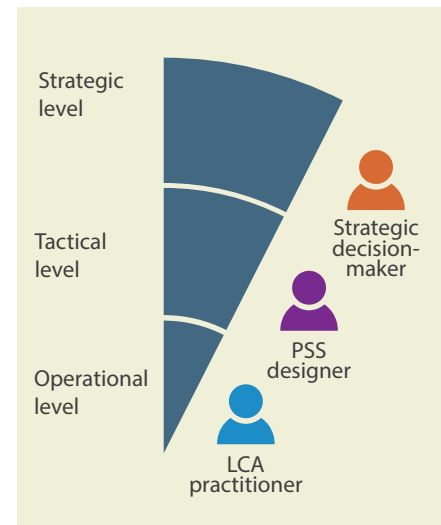 Strategic
level
Strategic
decision-
maker
Tactical
level
PSS
designer
Operational
level
LCA
practitioner